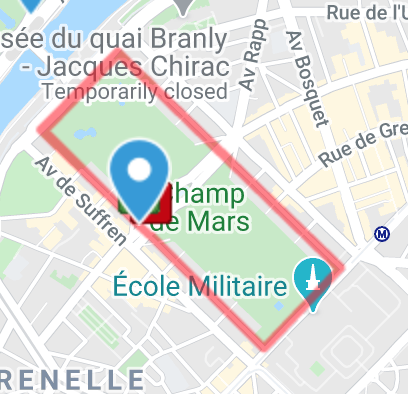 Rue de l'U
sée du quai Branly
- Jacques Chirac
Temporarily closed
Av Rapp
Av Bosquet
Rue de Gre
Av de Suffren
Champ
de Mars
M
École Militaire
RENELLE